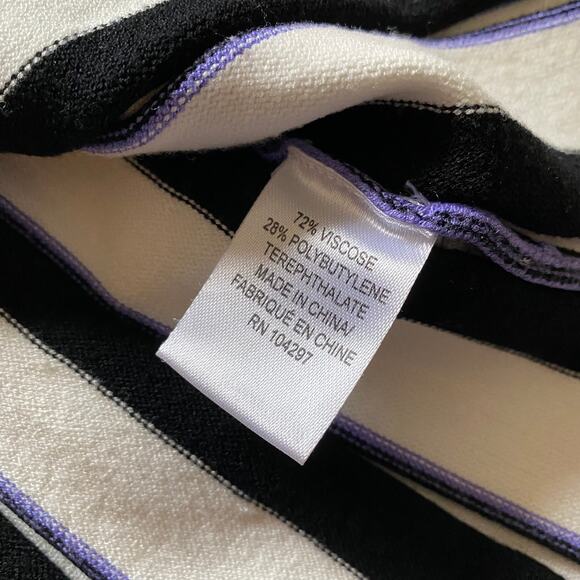 72% VISCOSE
28% POLYBUTYLENE
TEREPHTHALATE
MADE IN CHINA/
FABRIQUÉ EN CHINE
RN 104297